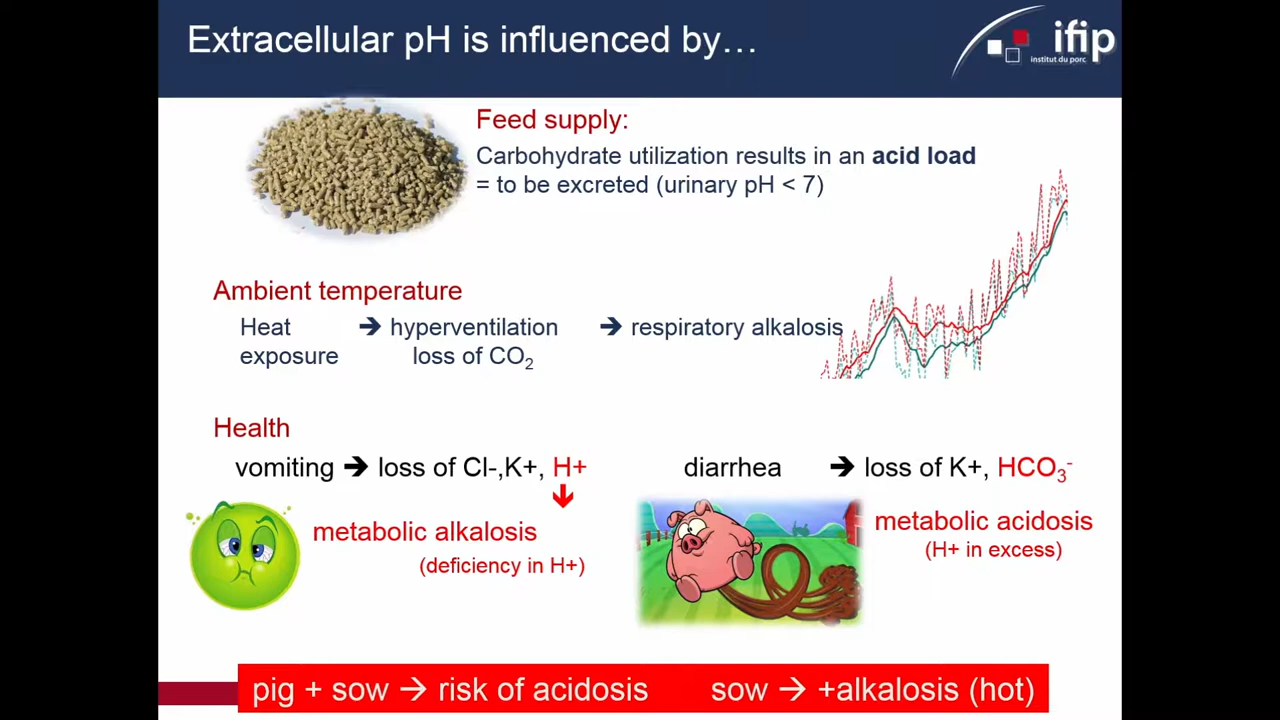 Extracellular pH is influenced by…
ifip
institut du porc
Feed supply:
Carbohydrate utilization results in an acid load
= to be excreted (urinary pH < 7)
Ambient temperature
Heat ➔ hyperventilation ➔ respiratory alkalosis
exposure loss of CO₂
Health
vomiting ➔ loss of Cl-,K+, H+
diarrhea ➔ loss of K+, HCO₃⁻
metabolic alkalosis
(deficiency in H+)
metabolic acidosis
(H+ in excess)
pig + sow → risk of acidosis sow → +alkalosis (hot)